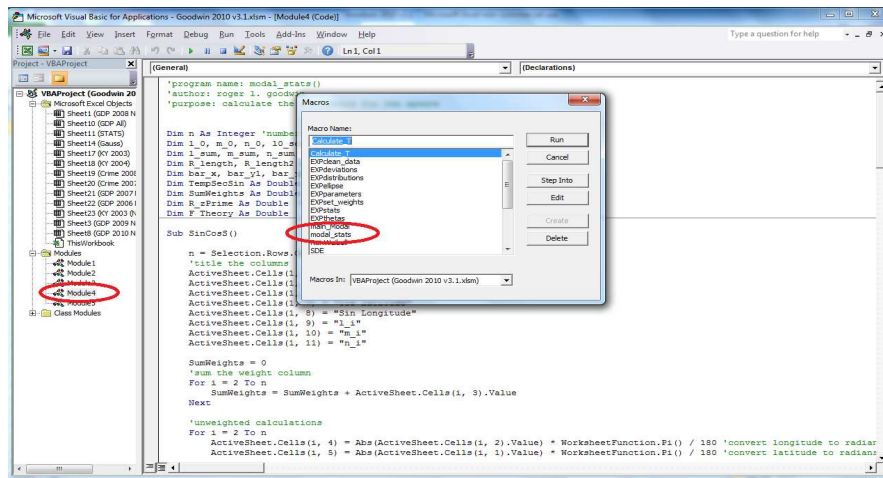 Microsoft Visual Basic for Applications - Goodwin 2010 v3.1.xlsm - [Module4 (Code)]
File Edit View Insert Format Debug Run Tools Add-Ins Window Help
Type a question for help
Ln 1, Col 1
Project - VBAProject
VBAProject (Goodwin 20
Microsoft Excel Objects
Sheet1 (GDP 2008 N
Sheet10 (GDP All)
Sheet11 (STATS)
Sheet14 (Gauss)
Sheet17 (KY 2003)
Sheet18 (KY 2004)
Sheet19 (Crime 2008
Sheet20 (Crime 2007
Sheet21 (GDP 2007
Sheet22 (GDP 2006
Sheet23 (KY 2003 (N
Sheet3 (GDP 2009 N
Sheet8 (GDP 2010 N
ThisWorkbook
Modules
Module1
Module2
Module4
Class Modules
(General)
(Declarations)
'program name: modal_stats()
'author: roger l. goodwi
'purpose: calculate the
Dim n As Integer 'numbe
Dim l_0, m_0, n_0, l0_s
Dim l_sum, m_sum, n_sum
Dim R_length, R_length2
Dim bar_x, bar_y1, bar_
Dim TempSecSin As Double
Dim SumWeights As Double
Dim R_zPrime As Double
Dim F Theory As Double
Sub SinCosS()
n = Selection.Rows.
'title the columns
ActiveSheet.Cells(1,
ActiveSheet.Cells(1,
ActiveSheet.Cells(1,
ActiveSheet.Cells(1,
ActiveSheet.Cells(1, 8) = "Sin Longitude"
ActiveSheet.Cells(1, 9) = "l_i"
ActiveSheet.Cells(1, 10) = "m_i"
ActiveSheet.Cells(1, 11) = "n_i"
SumWeights = 0
'sum the weight column
For i = 2 To n
SumWeights = SumWeights + ActiveSheet.Cells(i, 3).Value
Next
'unweighted calculations
For i = 2 To n
ActiveSheet.Cells(i, 4) = Abs(ActiveSheet.Cells(i, 2).Value) * WorksheetFunction.Pi() / 180 'convert longitude to radian
ActiveSheet.Cells(i, 5) = Abs(ActiveSheet.Cells(i, 1).Value) * WorksheetFunction.Pi() / 180 'convert latitude to radians
Macros
Macro Name:
Calculate_T
Calculate_T
EXPclean_data
EXPdeviations
EXPdistributions
EXPellipse
EXPparameters
EXPset_weights
EXPstats
EXPthetas
main_Modal
modal_stats
SDE
Run
Cancel
Step Into
Edit
Create
Delete
Macros In: VBAProject (Goodwin 2010 v3.1.xlsm)